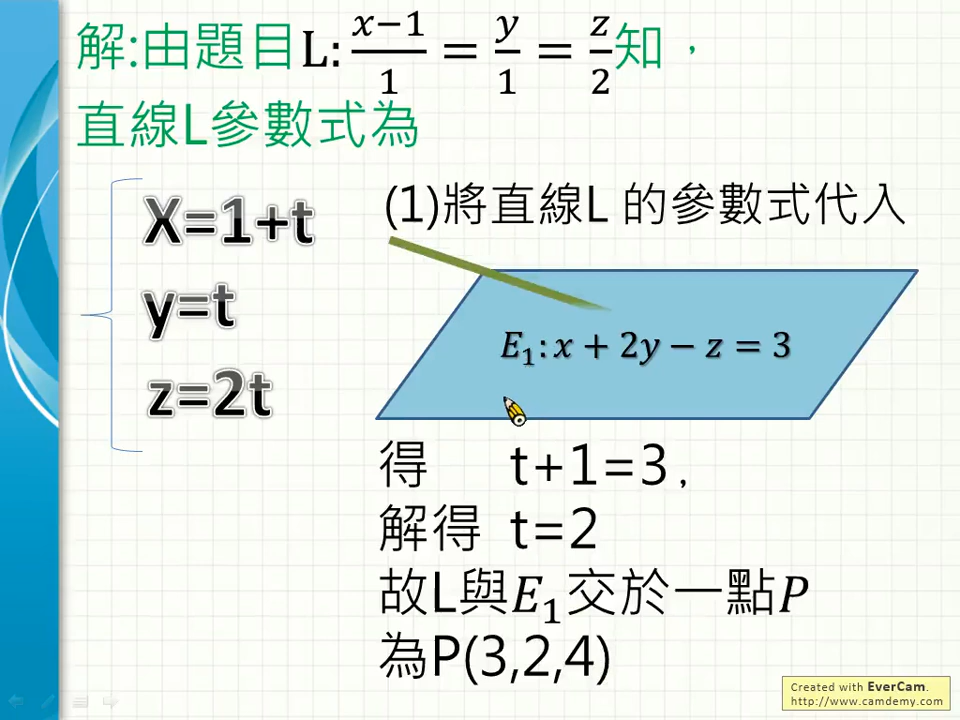 解:由題目L: \frac{x−1}{1} = \frac{y}{1} = \frac{z}{2} 知，
直線L參數式為
X=1+t
y=t
z=2t
(1)將直線L 的參數式代入
E₁: x + 2y − z = 3
得 t+1=3，
解得 t=2
故L與E₁交於一點P
為P(3,2,4)
Created with EverCam.
http://www.camdemy.com